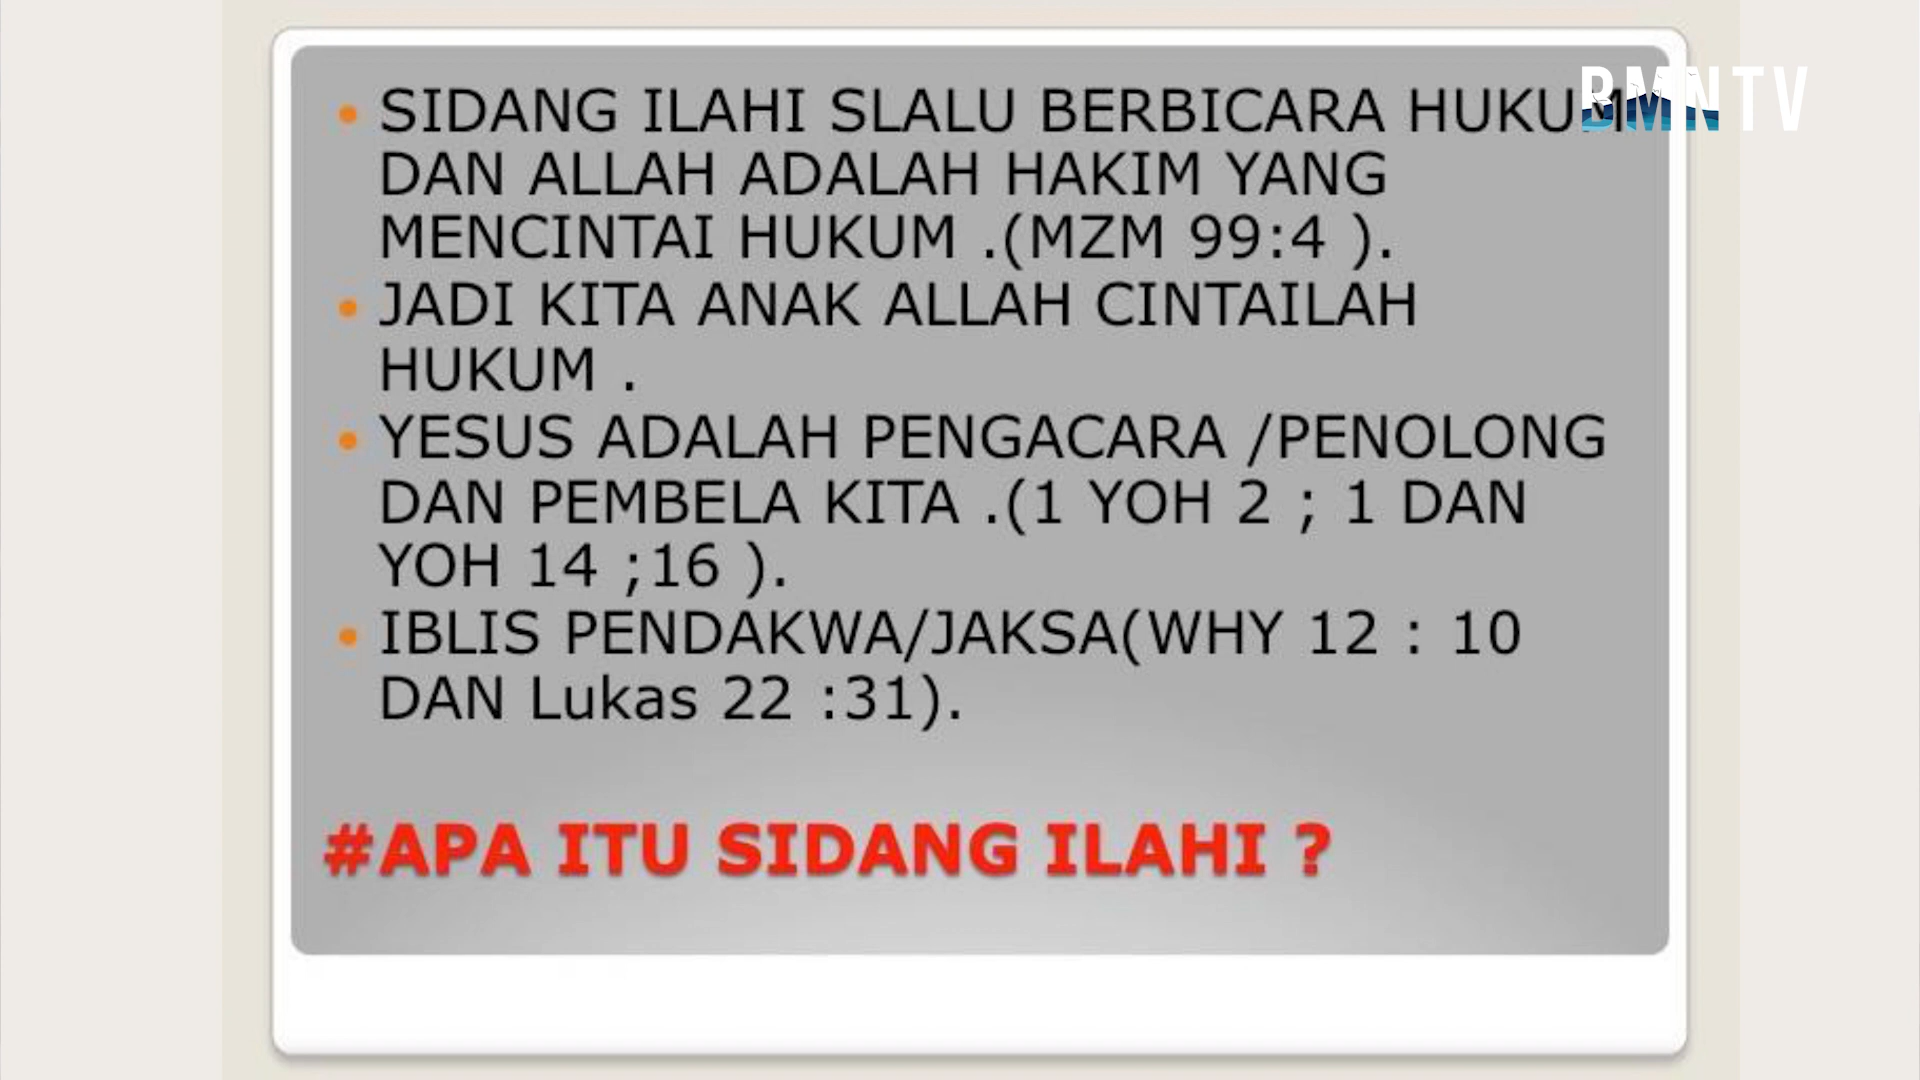 SIDANG ILAHI SLALU BERBICARA HUKUM
DAN ALLAH ADALAH HAKIM YANG
MENCINTAI HUKUM .(MZM 99:4 ).
JADI KITA ANAK ALLAH CINTAILAH
HUKUM .
YESUS ADALAH PENGACARA /PENOLONG
DAN PEMBELA KITA .(1 YOH 2 ; 1 DAN
YOH 14 ;16 ).
IBLIS PENDAKWA/JAKSA(WHY 12 : 10
DAN Lukas 22 :31).
#APA ITU SIDANG ILAHI ?
BMNTV